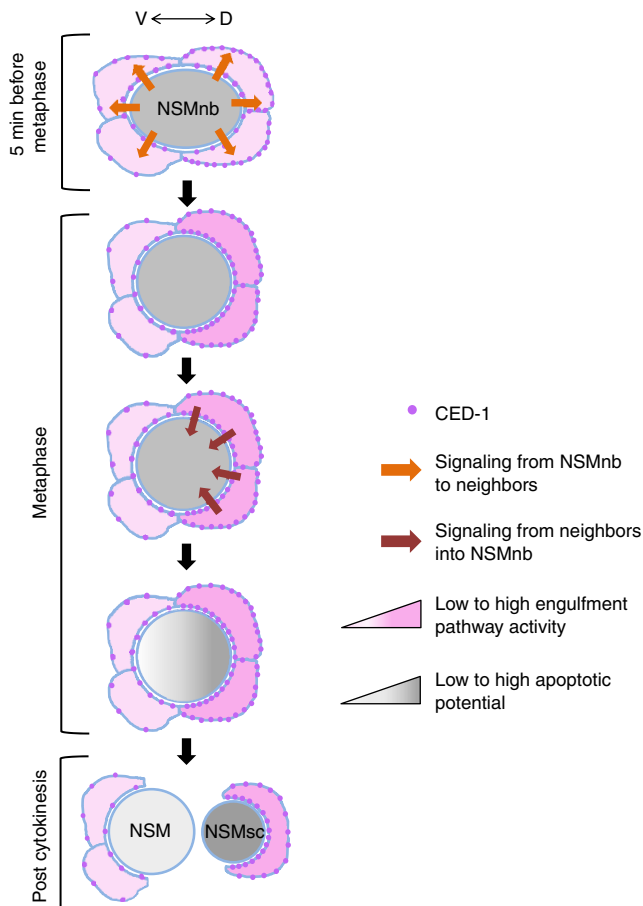 V D
5 min before
metaphase
NSMnb
Metaphase
CED-1
Signaling from NSMnb
to neighbors
Signaling from neighbors
into NSMnb
Low to high engulfment
pathway activity
Low to high apoptotic
potential
Post cytokinesis
NSM
NSMsc